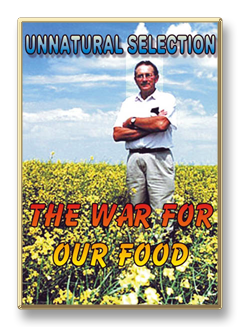 UNNATURAL SELECTION
THE WAR FOR
OUR FOOD